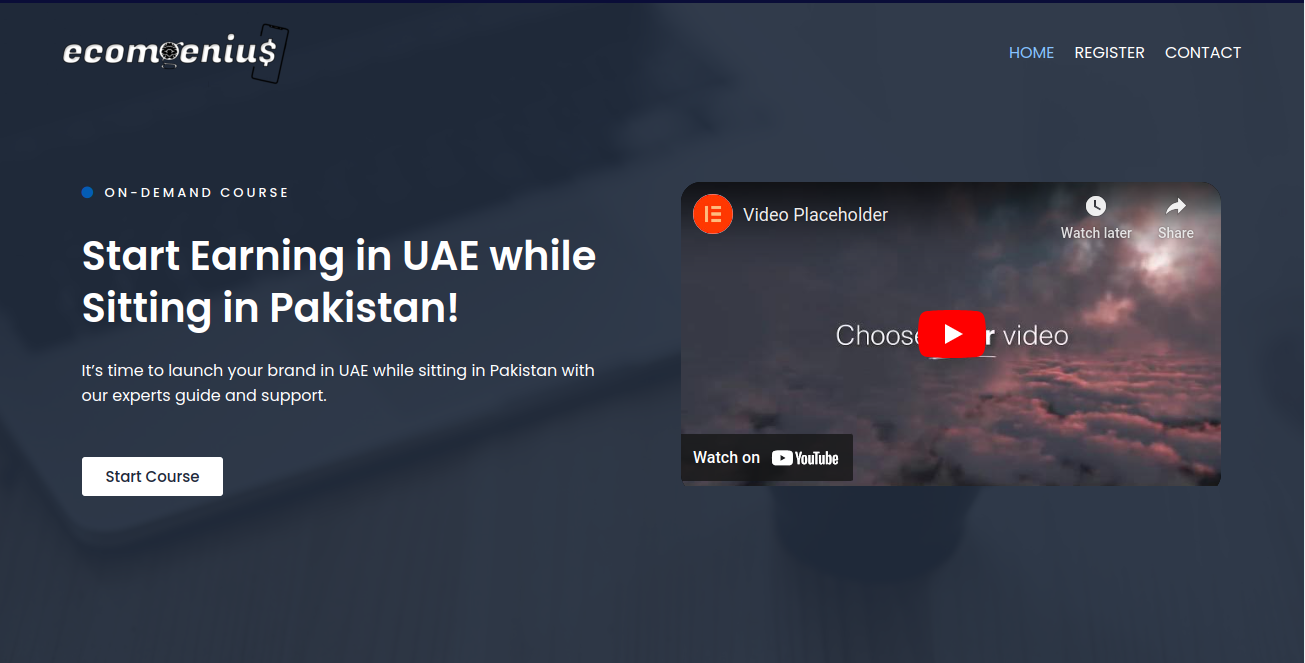 ecomgeniu$
HOME REGISTER CONTACT
ON-DEMAND COURSE
Start Earning in UAE while
Sitting in Pakistan!
It’s time to launch your brand in UAE while sitting in Pakistan with
our experts guide and support.
Start Course
Video Placeholder
Watch later
Share
Choose video
Watch on YouTube